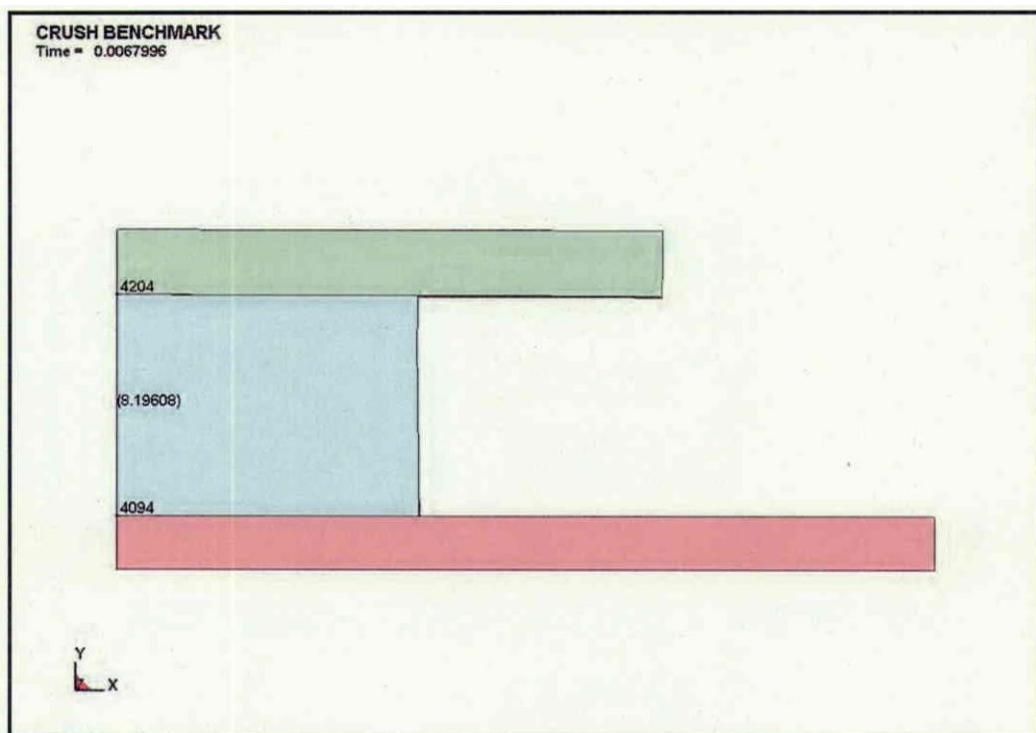 CRUSH BENCHMARK
Time = 0.0067996
4204
(8.19608)
4094
Y
Z
X